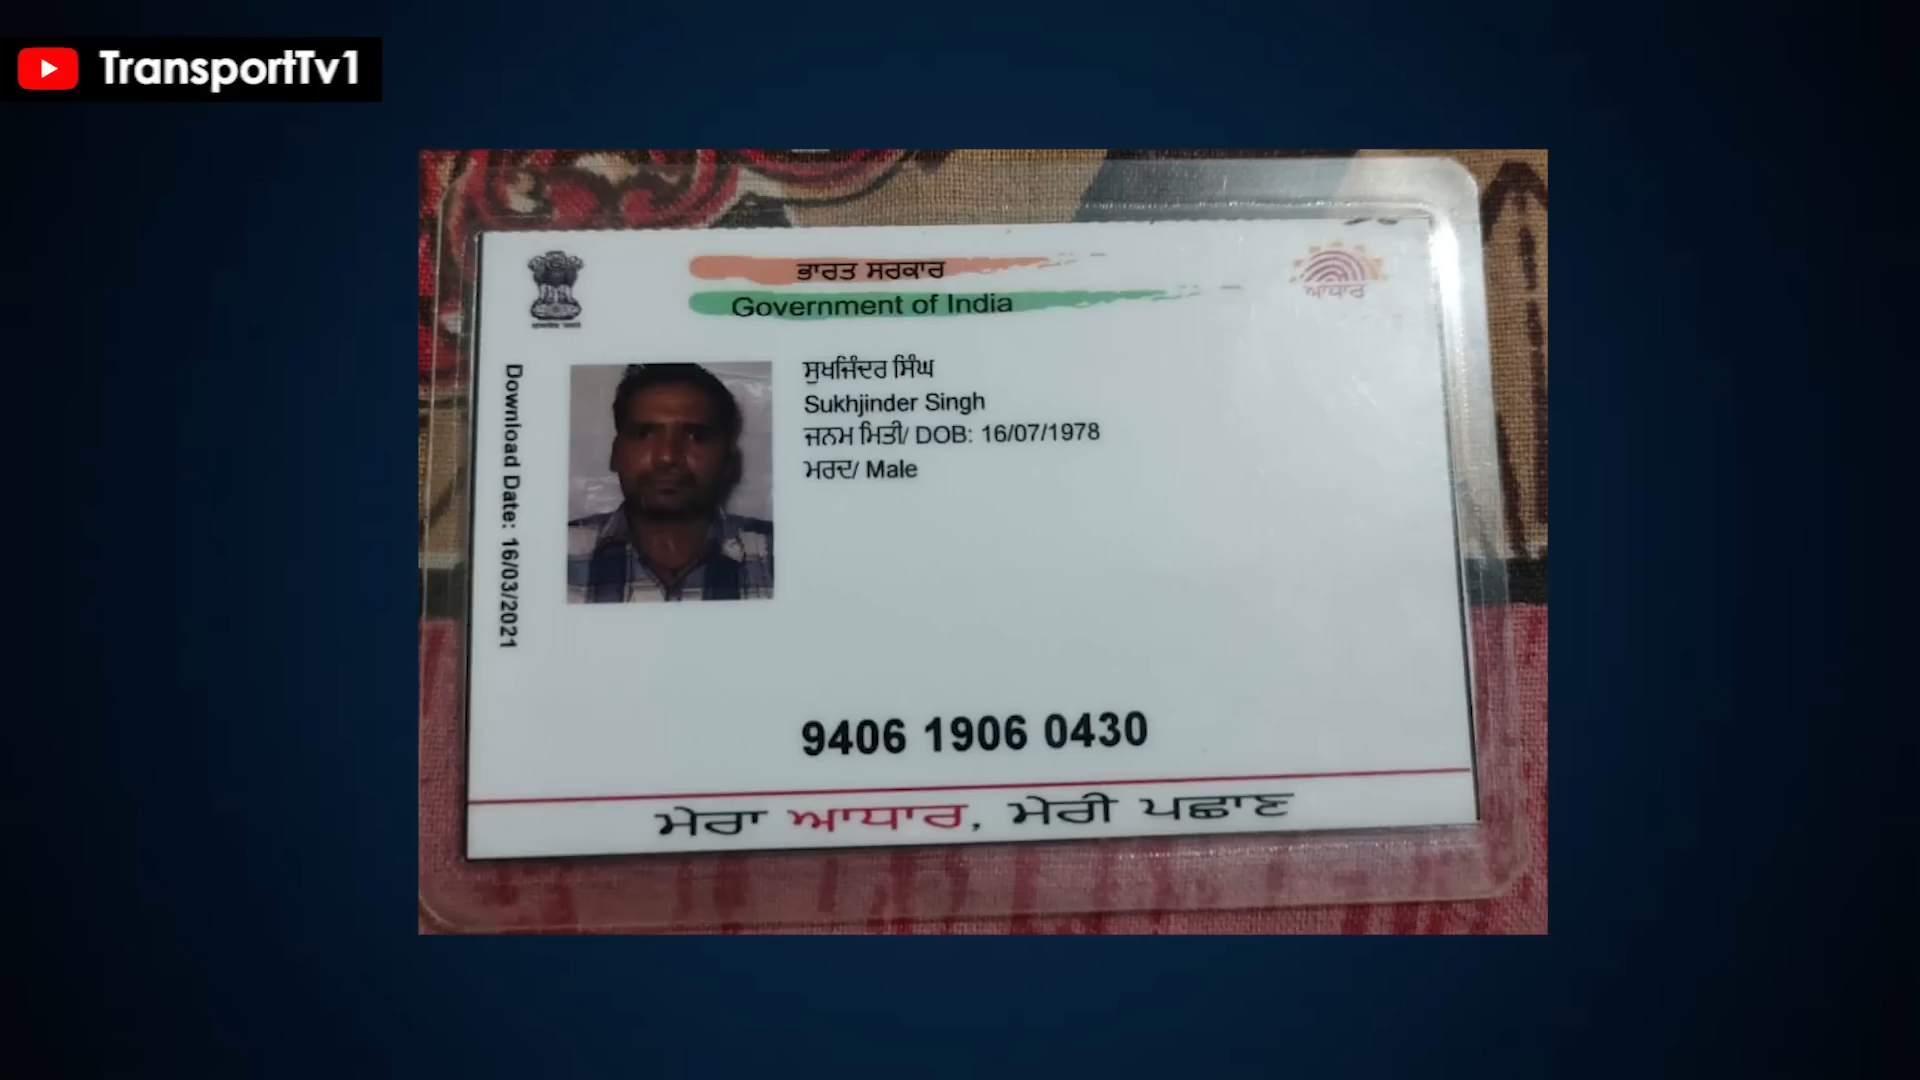 TransportTv1
ਭਾਰਤ ਸਰਕਾਰ
Government of India
ਆਧਾਰ
Download Date: 16/03/2021
ਸੁਖਜਿੰਦਰ ਸਿੰਘ
Sukhjinder Singh
ਜਨਮ ਮਿਤੀ/ DOB: 16/07/1978
ਮਰਦ/ Male
9406 1906 0430
ਮੇਰਾ ਆਧਾਰ, ਮੇਰੀ ਪਛਾਣ